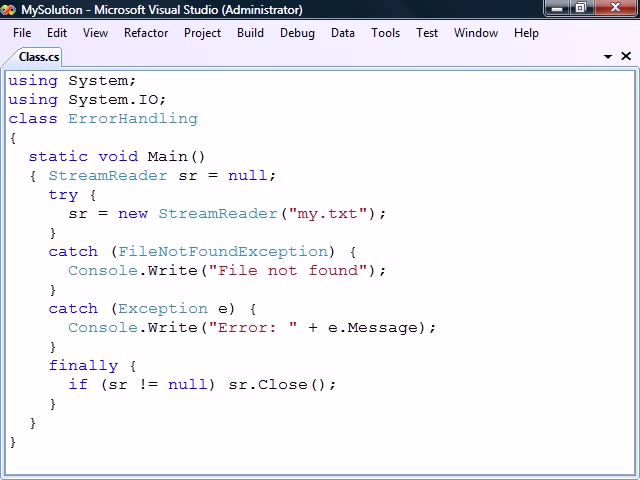 MySolution - Microsoft Visual Studio (Administrator)
File Edit View Refactor Project Build Debug Data Tools Test Window Help
Class.cs
using System;
using System.IO;
class ErrorHandling
{
  static void Main()
  { StreamReader sr = null;
    try {
      sr = new StreamReader("my.txt");
    }
    catch (FileNotFoundException) {
      Console.Write("File not found");
    }
    catch (Exception e) {
      Console.Write("Error: " + e.Message);
    }
    finally {
      if (sr != null) sr.Close();
    }
  }
}